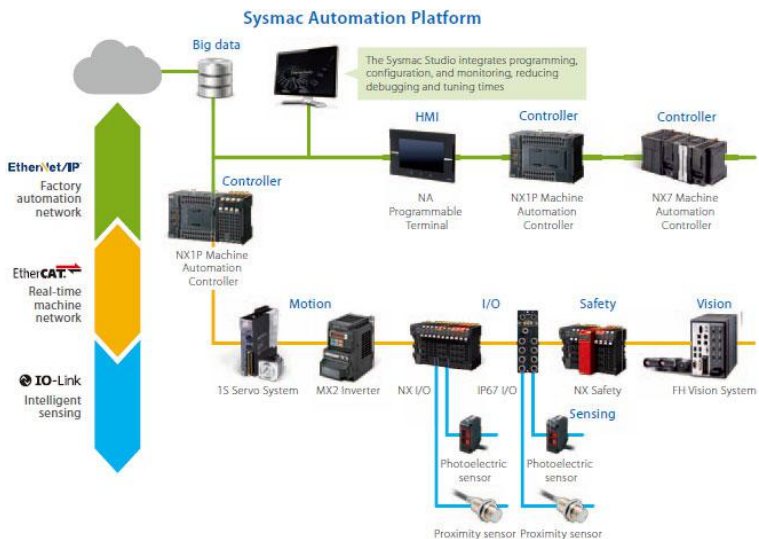 Sysmac Automation Platform
Big data
The Sysmac Studio integrates programming,
configuration, and monitoring, reducing
debugging and tuning times
HMI
Controller
Controller
EtherNet/IP
Factory
automation
network
Controller
NA
Programmable
Terminal
NX1P Machine
Automation
Controller
NX7 Machine
Automation
Controller
NX1P Machine
Automation
Controller
EtherCAT
Real-time
machine
network
Motion
I/O
Safety
Vision
IO-Link
Intelligent
sensing
1S Servo System
MX2 Inverter
NX I/O
IP67 I/O
NX Safety
FH Vision System
Sensing
Photoelectric
sensor
Photoelectric
sensor
Proximity sensor
Proximity sensor